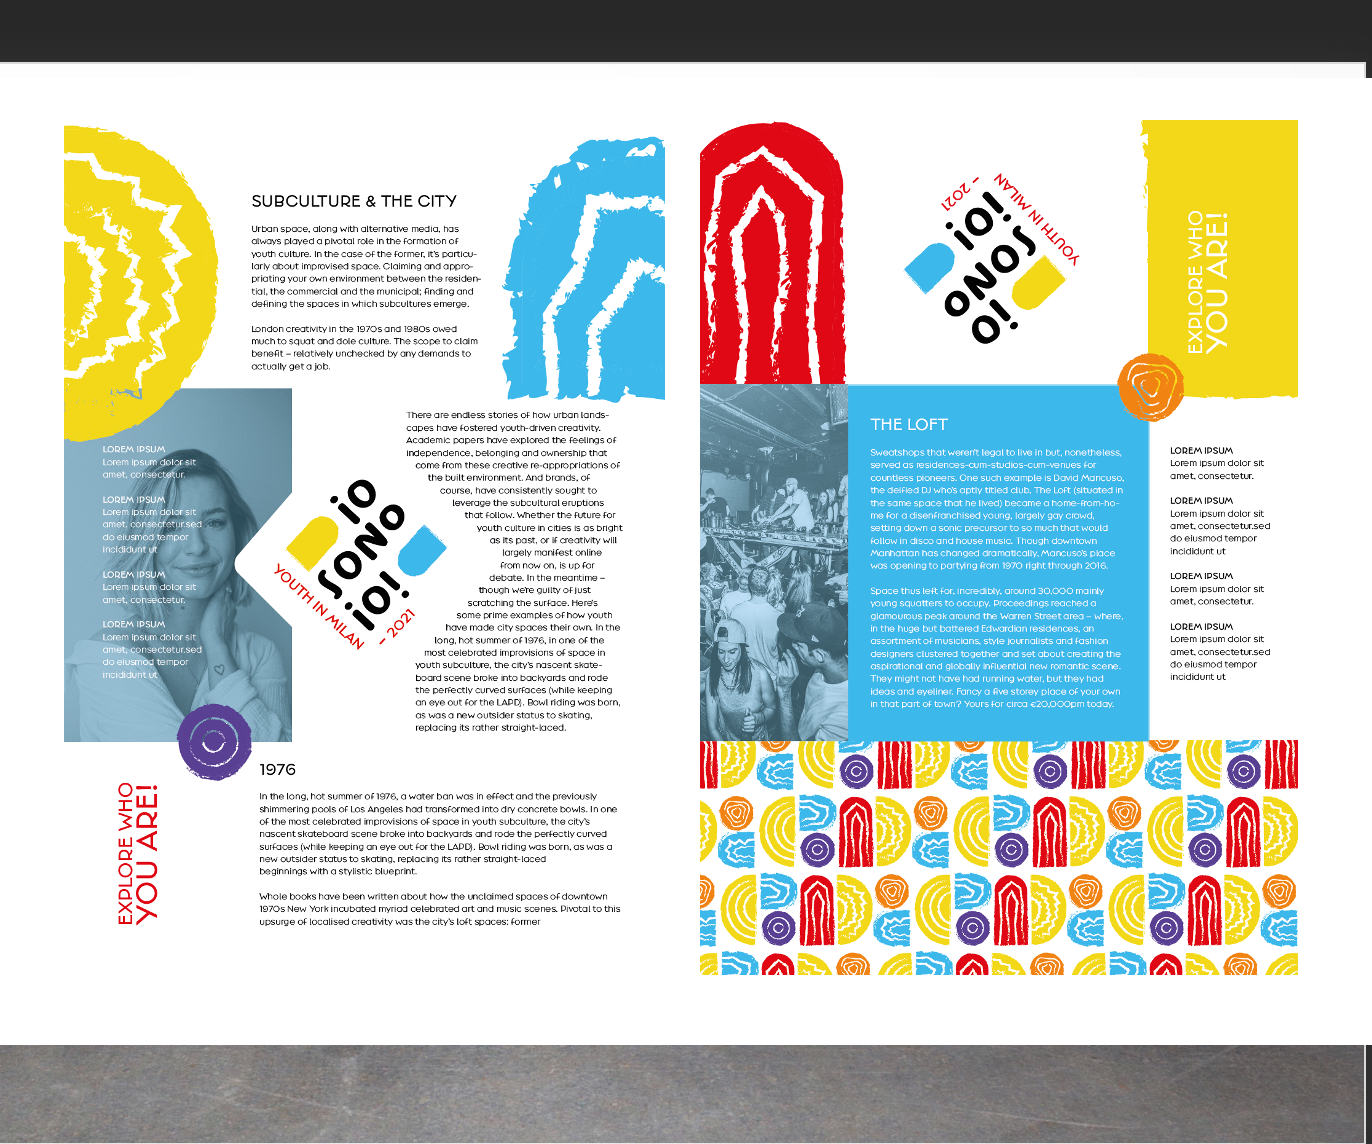 SUBCULTURE & THE CITY
Urban space, along with alternative media, has
always played a pivotal role in the formation of
youth culture. In the case of the former, it's particu-
larly about improvised space. Claiming and appro-
priating your own environment between the residen-
tial, the commercial and the municipal; finding and
defining the spaces in which subcultures emerge.
London creativity in the 1970s and 1980s owed
much to squat and dole culture. The scope to claim
benefit – relatively unchecked by any demands to
actually get a job.
There are endless stories of how urban lands-
capes have fostered youth-driven creativity.
Academic papers have explored the feelings of
independence, belonging and ownership that
come from these creative re-appropriations of
the built environment. And brands, of
course, have consistently sought to
leverage the subcultural eruptions
that follow. Whether the future for
youth culture in cities is as bright
as its past, or if creativity will
largely manifest online
from now on, is up for
debate. In the meantime –
though we're guilty of just
scratching the surface. Here's
some prime examples of how youth
have made city spaces their own. In the
long, hot summer of 1976, in one of the
most celebrated improvisions of space in
youth subculture, the city's nascent skate-
board scene broke into backyards and rode
the perfectly curved surfaces (while keeping
an eye out for the LAPD). Bowl riding was born,
as was a new outsider status to skating,
replacing its rather straight-laced.
LOREM IPSUM
Lorem ipsum dolor sit
amet, consectetur.
LOREM IPSUM
Lorem ipsum dolor sit
amet, consectetur.sed
do eiusmod tempor
incididunt ut
LOREM IPSUM
Lorem ipsum dolor sit
amet, consectetur.
LOREM IPSUM
Lorem ipsum dolor sit
amet, consectetur.sed
do eiusmod tempor
incididunt ut
iO
SONO
iO!
YOUTH IN MILAN – 2021
EXPLORE WHO
YOU ARE!
1976
In the long, hot summer of 1976, a water ban was in effect and the previously
shimmering pools of Los Angeles had transformed into dry concrete bowls. In one
of the most celebrated improvisions of space in youth subculture, the city's
nascent skateboard scene broke into backyards and rode the perfectly curved
surfaces (while keeping an eye out for the LAPD). Bowl riding was born, as was a
new outsider status to skating, replacing its rather straight-laced
beginnings with a stylistic blueprint.
Whole books have been written about how the unclaimed spaces of downtown
1970s New York incubated myriad celebrated art and music scenes. Pivotal to this
upsurge of localised creativity was the city's loft spaces: former
YOUTH IN MILAN – 2021
iO
SONO
iO!
EXPLORE WHO
YOU ARE!
THE LOFT
Sweatshops that weren't legal to live in but, nonetheless,
served as residences-cum-studios-cum-venues for
countless pioneers. One such example is David Mancuso,
the deified DJ who's aptly titled club, The Loft (situated in
the same space that he lived) became a home-from-ho-
me for a disenfranchised young, largely gay crowd,
setting down a sonic precursor to so much that would
follow in disco and house music. Though downtown
Manhattan has changed dramatically, Mancuso's place
was opening to partying from 1970 right through 2016.
Space thus left for, incredibly, around 30,000 mainly
young squatters to occupy. Proceedings reached a
glamourous peak around the Warren Street area – where,
in the huge but battered Edwardian residences, an
assortment of musicians, style journalists and fashion
designers clustered together and set about creating the
aspirational and globally influential new romantic scene.
They might not have had running water, but they had
ideas and eyeliner. Fancy a five storey place of your own
in that part of town? Yours for circa €20,000pm today.
LOREM IPSUM
Lorem ipsum dolor sit
amet, consectetur.
LOREM IPSUM
Lorem ipsum dolor sit
amet, consectetur.sed
do eiusmod tempor
incididunt ut
LOREM IPSUM
Lorem ipsum dolor sit
amet, consectetur.
LOREM IPSUM
Lorem ipsum dolor sit
amet, consectetur.sed
do eiusmod tempor
incididunt ut